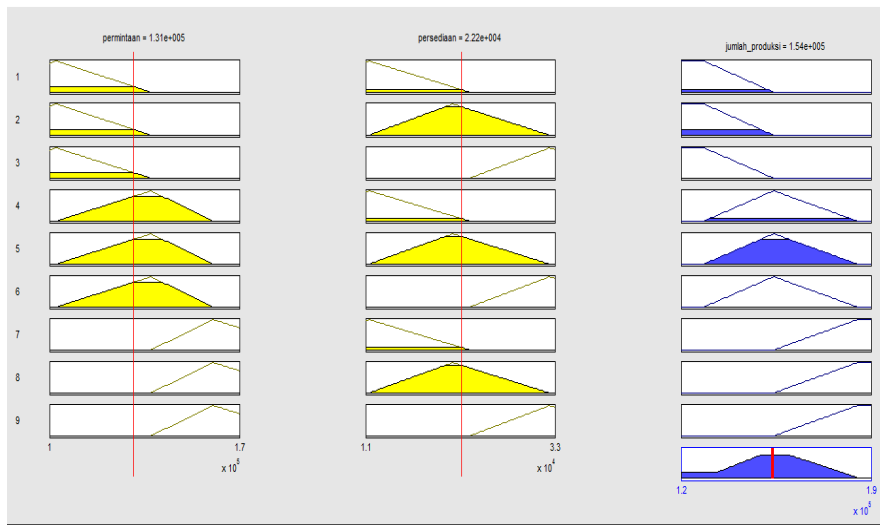 permintaan = 1.31e+005
persediaan = 2.22e+004
jumlah_produksi = 1.54e+005
1
2
3
4
5
6
7
8
9
1
1.7
x 10^5
1.1
3.3
x 10^4
1.2
1.9
x 10^5